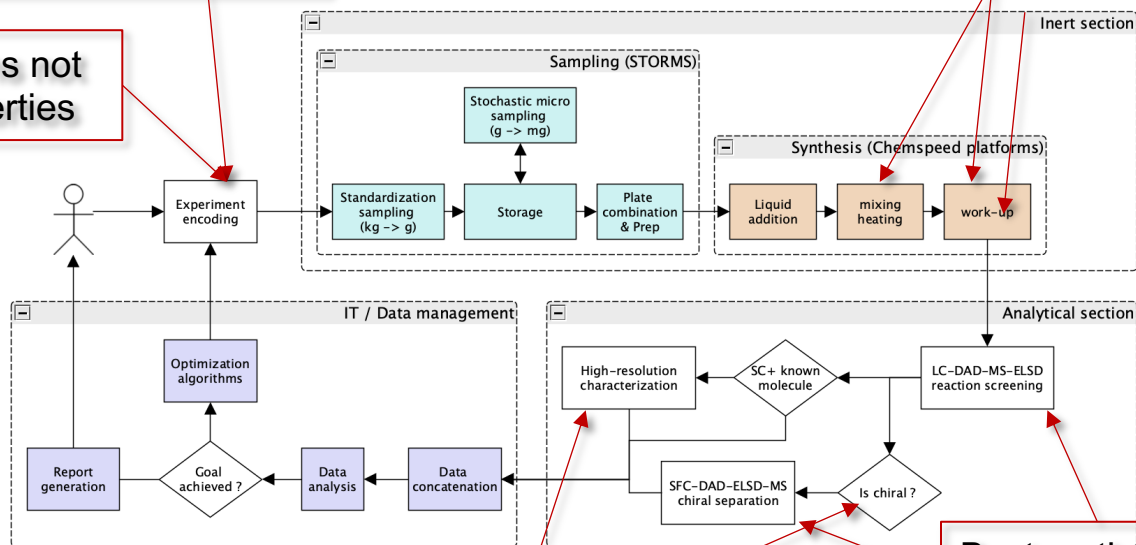 Inert section
s not
erties
Sampling (STORMS)
Stochastic micro
sampling
(g -> mg)
Synthesis (Chemspeed platforms)
Experiment
encoding
Standardization
sampling
(kg -> g)
Storage
Plate
combination
& Prep
Liquid
addition
mixing
heating
work-up
IT / Data management
Analytical section
Optimization
algorithms
High-resolution
characterization
SC+ known
molecule
LC-DAD-MS-ELSD
reaction screening
Report
generation
Goal
achieved ?
Data
analysis
Data
concatenation
SFC-DAD-ELSD-MS
chiral separation
Is chiral ?